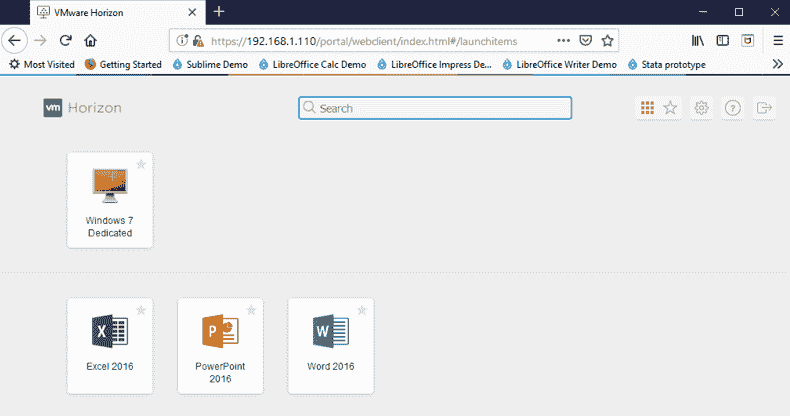 VMware Horizon
https://192.168.1.110/portal/webclient/index.html#/launchitems
Most Visited Getting Started Sublime Demo LibreOffice Calc Demo LibreOffice Impress De... LibreOffice Writer Demo Stata prototype
vm Horizon Search
Windows 7
Dedicated
Excel 2016 PowerPoint Word 2016
2016